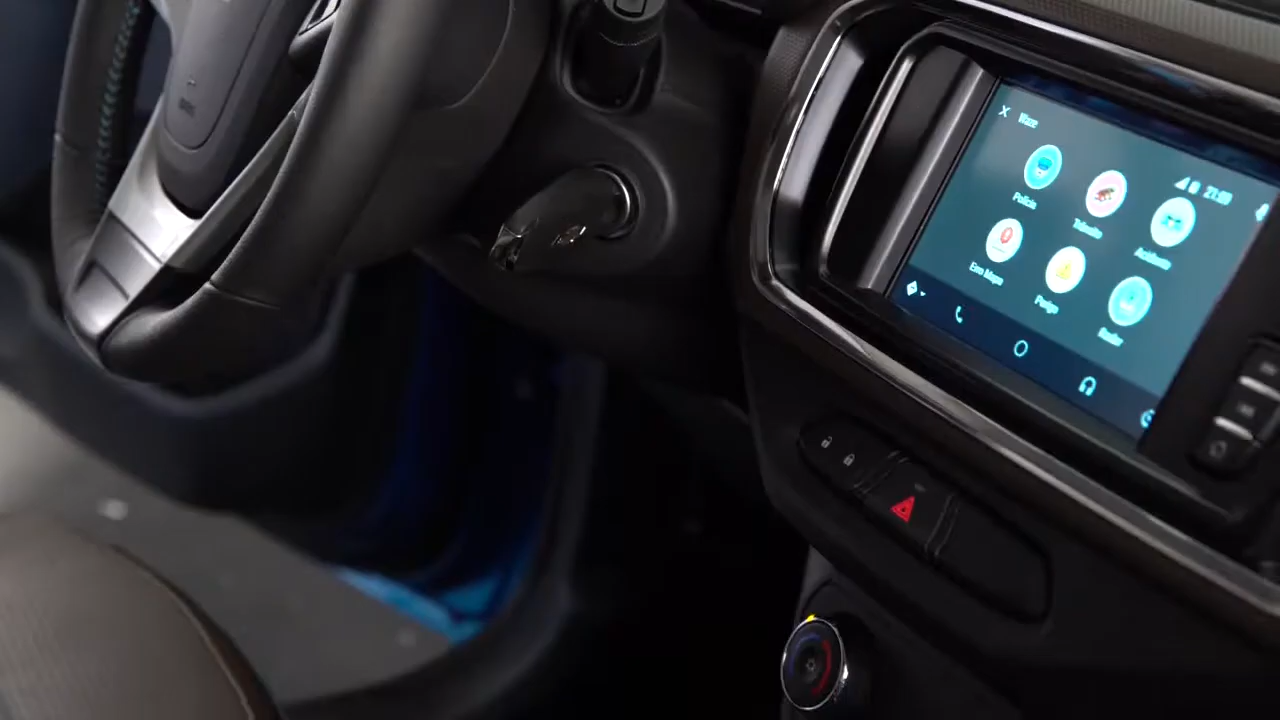 X Waze
Polícia
Trânsito
Acidente
Erro Mapa
Perigo
Radar